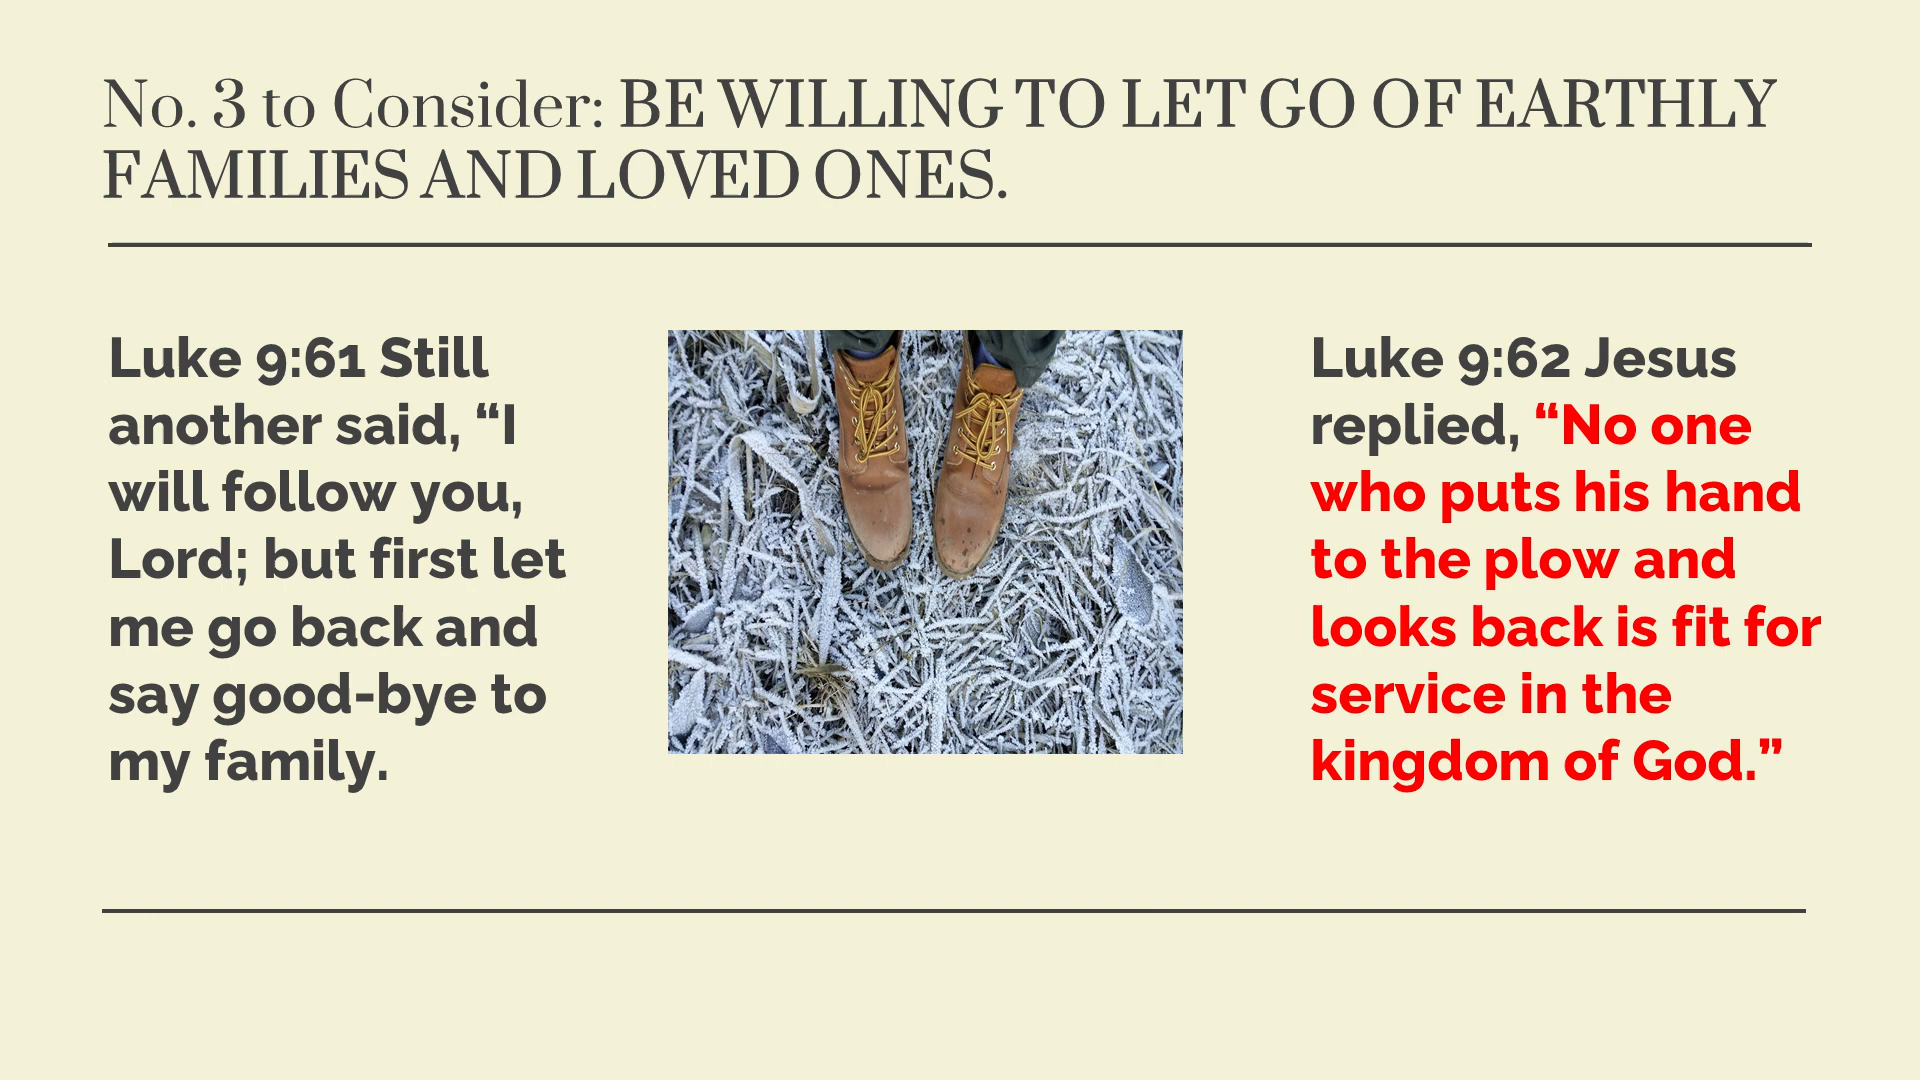 No. 3 to Consider: BE WILLING TO LET GO OF EARTHLY
FAMILIES AND LOVED ONES.
Luke 9:61 Still
another said, “I
will follow you,
Lord; but first let
me go back and
say good-bye to
my family.
Luke 9:62 Jesus
replied, “No one
who puts his hand
to the plow and
looks back is fit for
service in the
kingdom of God.”